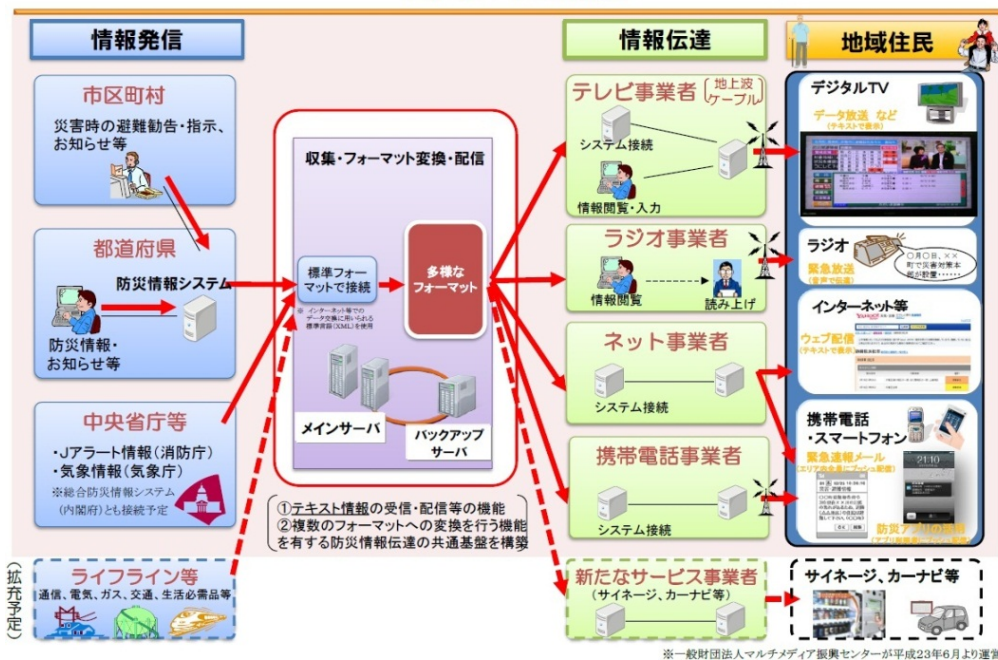 情報発信
市区町村
災害時の避難勧告・指示、
お知らせ等
都道府県
防災情報システム
防災情報・
お知らせ等
中央省庁等
・Jアラート情報(消防庁)
・気象情報(気象庁)
※総合防災情報システム
(内閣府)とも接続予定
(拡充予定)
ライフライン等
通信、電気、ガス、交通、生活必需品等
収集・フォーマット変換・配信
標準フォー
マットで接続
※ インターネット等での
データ交換に用いられる
標準言語(XML)を使用
多様な
フォーマット
メインサーバ
バックアップ
サーバ
①テキスト情報の受信・配信等の機能
②複数のフォーマットへの変換を行う機能
を有する防災情報伝達の共通基盤を構築
情報伝達
テレビ事業者
地上波
ケーブル
システム接続
情報閲覧・入力
ラジオ事業者
情報閲覧
読み上げ
ネット事業者
システム接続
携帯電話事業者
システム接続
新たなサービス事業者
(サイネージ、カーナビ等)
地域住民
デジタルTV
データ放送 など
(テキストで表示)
ラジオ
緊急放送
(音声で伝達)
〇月〇日、××
町で災害対策本
部が設置・・・
インターネット等
YAHOO!
ウェブ配信
(テキストで表示)
携帯電話
・スマートフォン
緊急速報メール
21:10
サイネージ、カーナビ等
※一般財団法人マルチメディア振興センターが平成23年6月より運営